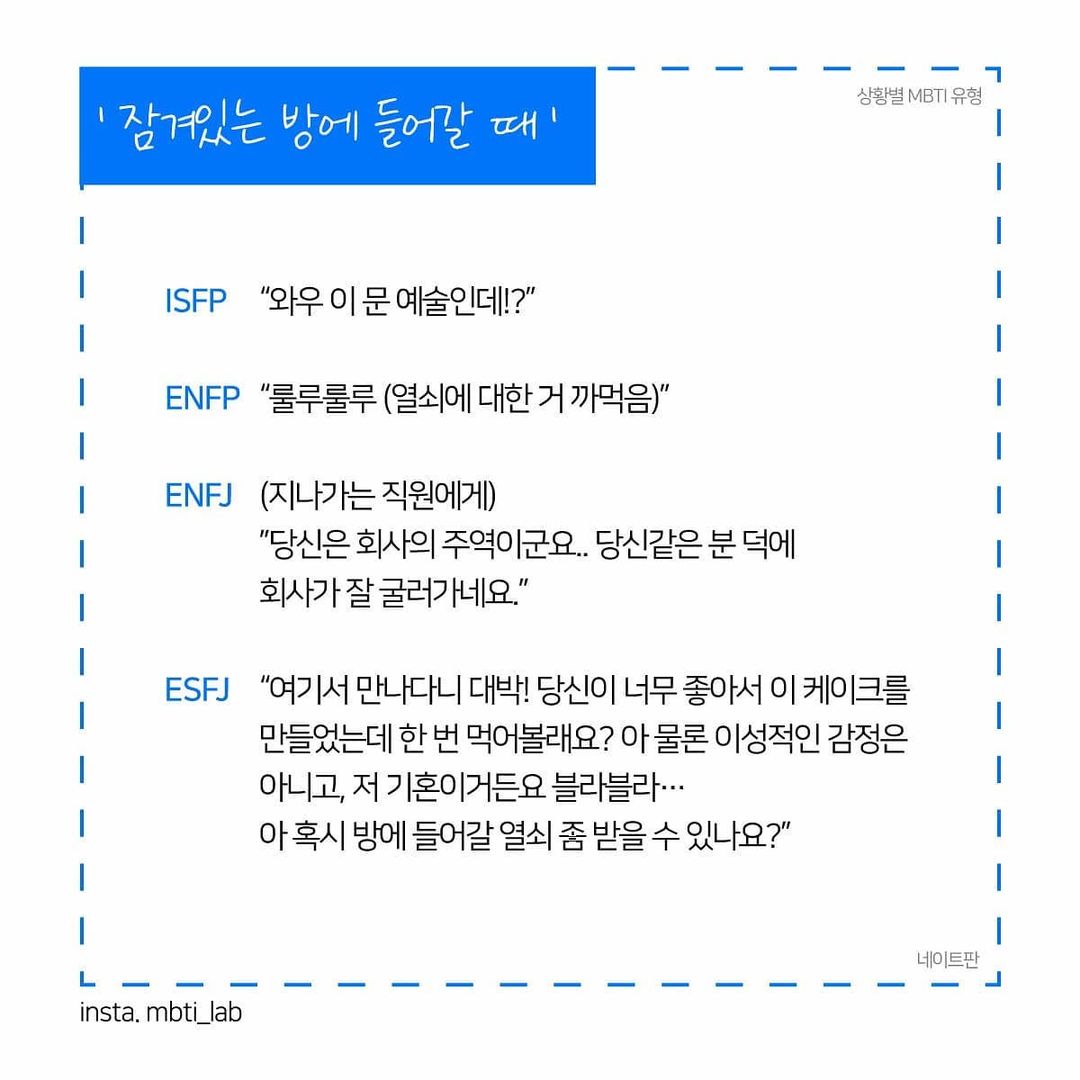 ' 잠겨있는 방에 들어갈 때 '
상황별 MBTI 유형
ISFP “와우 이 문 예술인데!?”
ENFP “룰루룰루 (열쇠에 대한 거 까먹음)”
ENFJ (지나가는 직원에게)
”당신은 회사의 주역이군요.. 당신같은 분 덕에
회사가 잘 굴러가네요.”
ESFJ “여기서 만나다니 대박! 당신이 너무 좋아서 이 케이크를
만들었는데 한 번 먹어볼래요? 아 물론 이성적인 감정은
아니고, 저 기혼이거든요 블라블라…
아 혹시 방에 들어갈 열쇠 좀 받을 수 있나요?”
네이트판
insta. mbti_lab